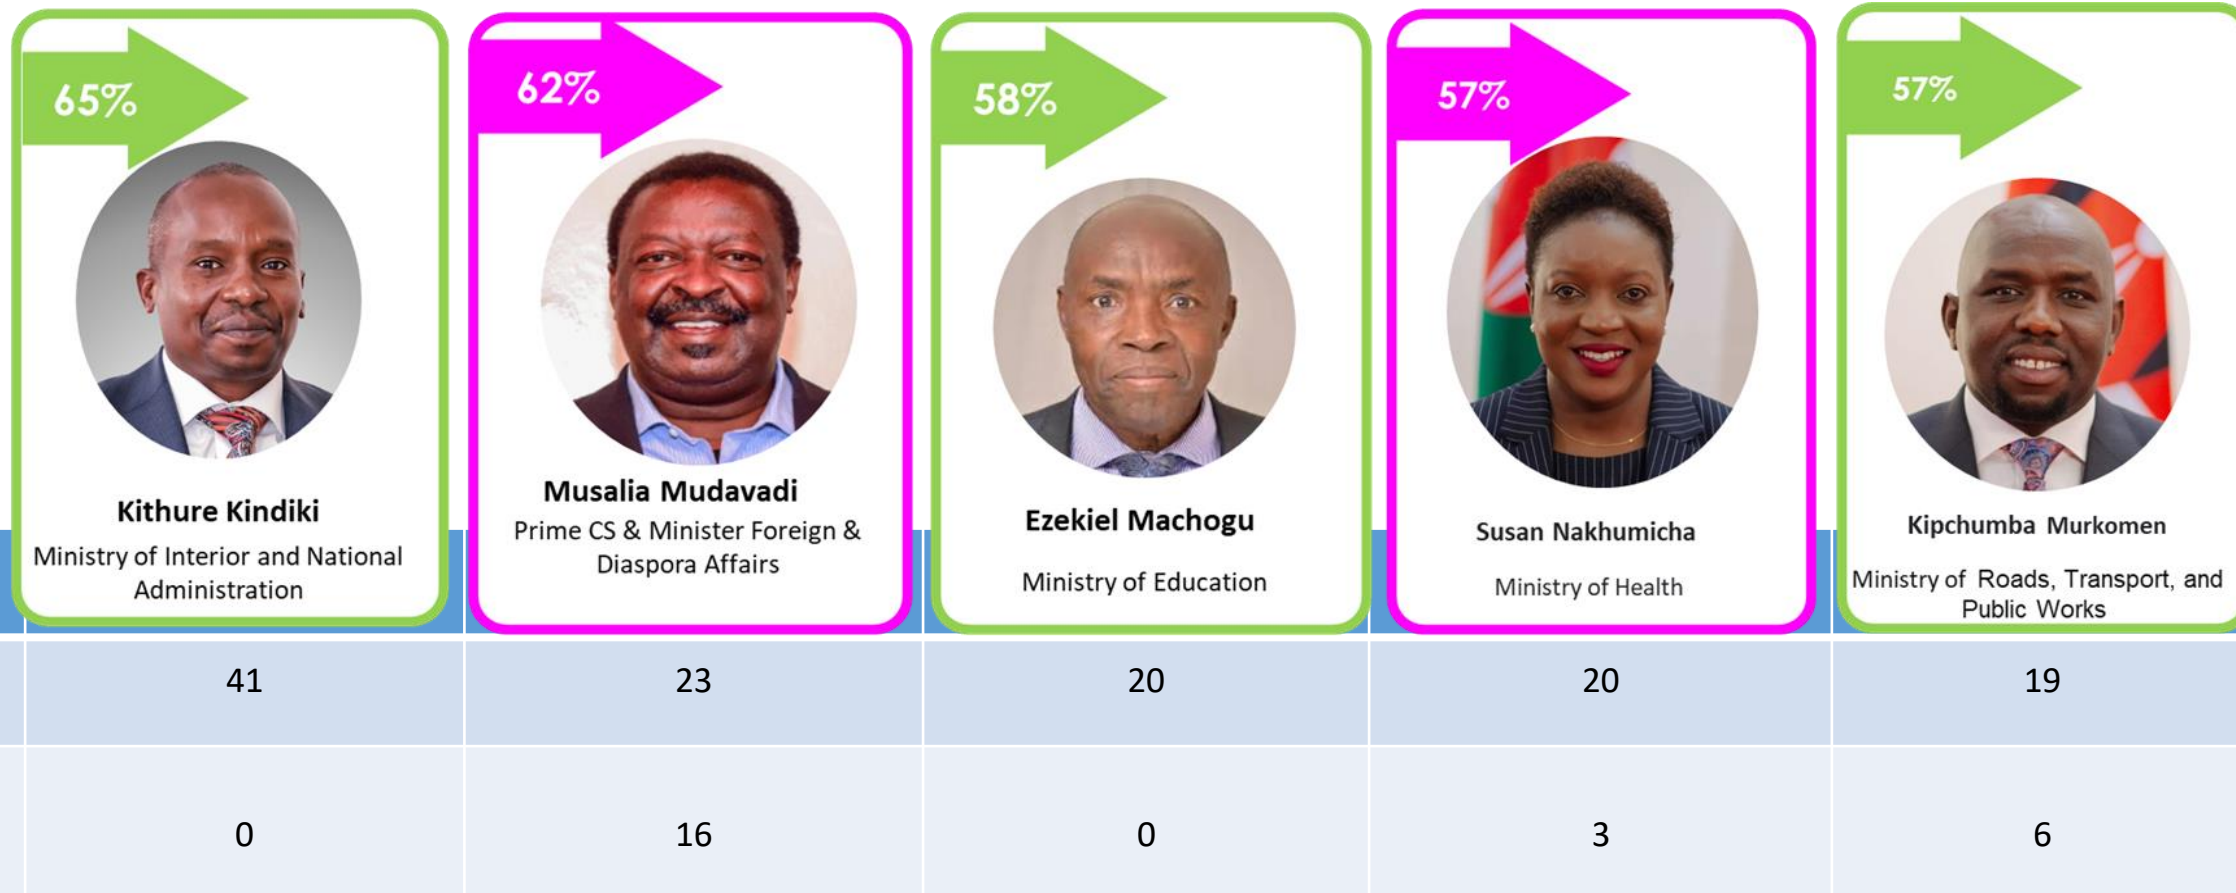 65%
62%
58%
57%
57%
Kithure Kindiki
Ministry of Interior and National
Administration
Musalia Mudavadi
Prime CS & Minister Foreign &
Diaspora Affairs
Ezekiel Machogu
Ministry of Education
Susan Nakhumicha
Ministry of Health
Kipchumba Murkomen
Ministry of Roads, Transport, and
Public Works
41 23 20 20 19
0 16 0 3 6